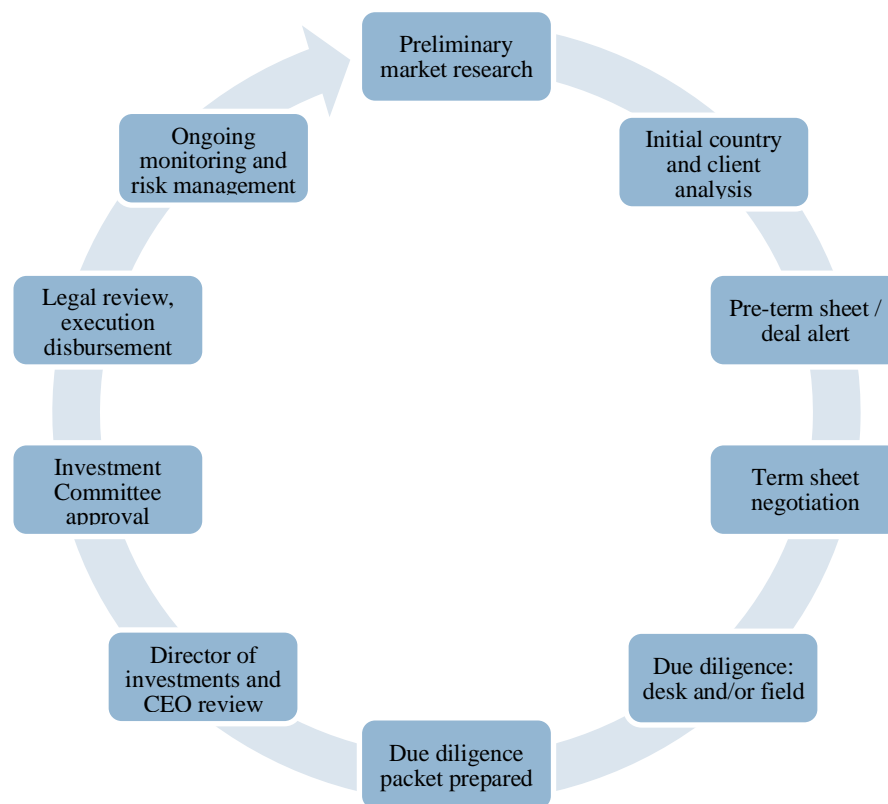 Preliminary
market research
Initial country
and client
analysis
Pre-term sheet /
deal alert
Term sheet
negotiation
Due diligence:
desk and/or field
Due diligence
packet prepared
Director of
investments and
CEO review
Investment
Committee
approval
Legal review,
execution
disbursement
Ongoing
monitoring and
risk management